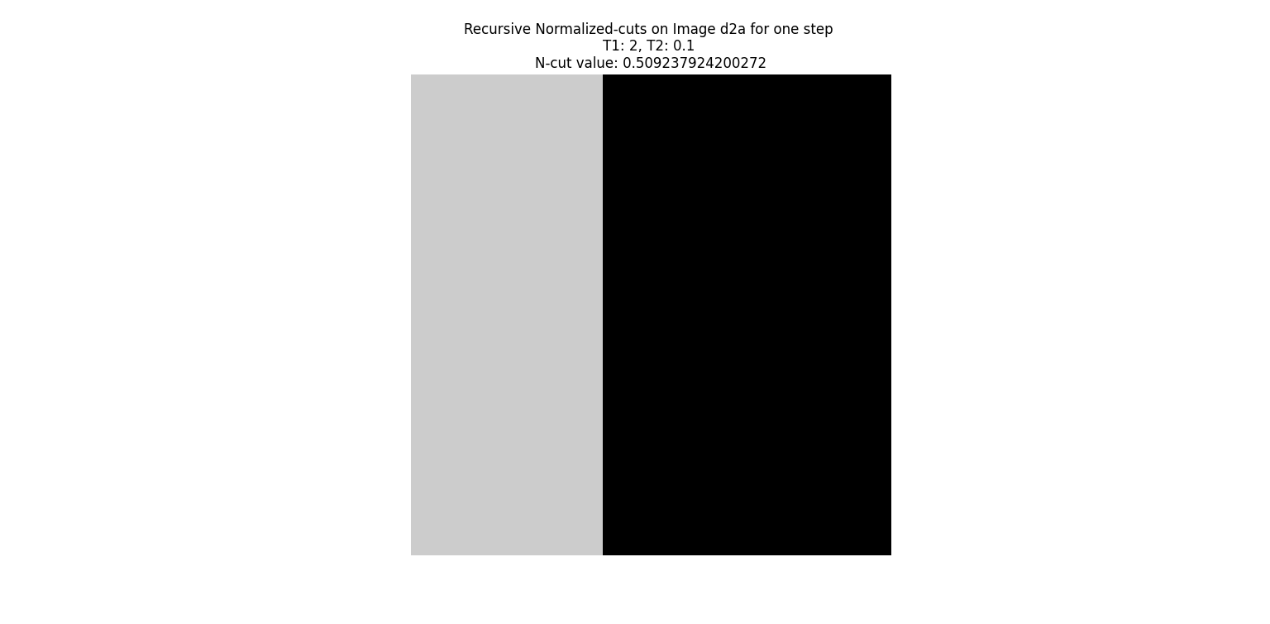 Recursive Normalized-cuts on Image d2a for one step
T1: 2, T2: 0.1
N-cut value: 0.509237924200272